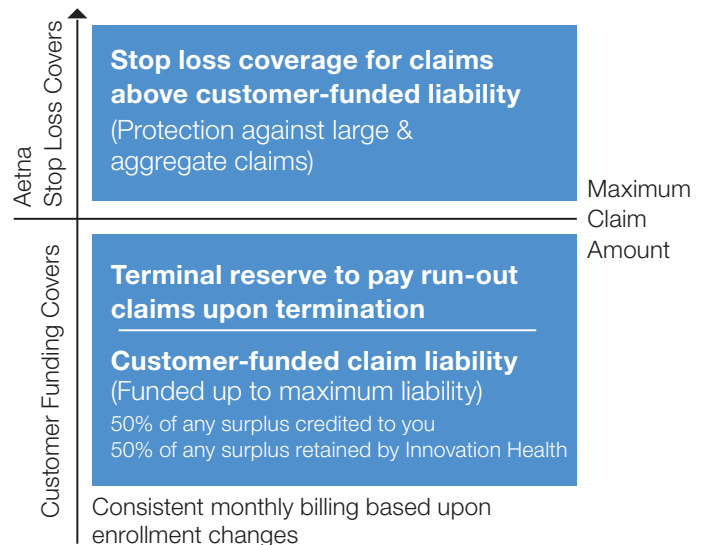 Aetna
Stop Loss Covers
Stop loss coverage for claims
above customer-funded liability
(Protection against large &
aggregate claims)
Maximum
Claim
Amount
Customer Funding Covers
Terminal reserve to pay run-out
claims upon termination
Customer-funded claim liability
(Funded up to maximum liability)
50% of any surplus credited to you
50% of any surplus retained by Innovation Health
Consistent monthly billing based upon
enrollment changes